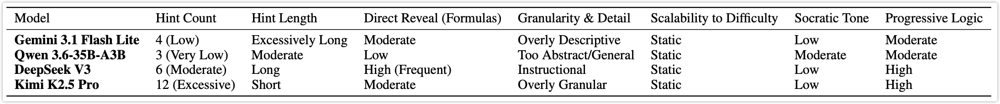 Model Hint Count Hint Length Direct Reveal (Formulas) Granularity & Detail Scalability to Difficulty Socratic Tone Progressive Logic
Gemini 3.1 Flash Lite 4 (Low) Excessively Long Moderate Overly Descriptive Static Low Moderate
Qwen 3.6-35B-A3B 3 (Very Low) Moderate Low Too Abstract/General Static Moderate Moderate
DeepSeek V3 6 (Moderate) Long High (Frequent) Instructional Static Low High
Kimi K2.5 Pro 12 (Excessive) Short Moderate Overly Granular Static Low High